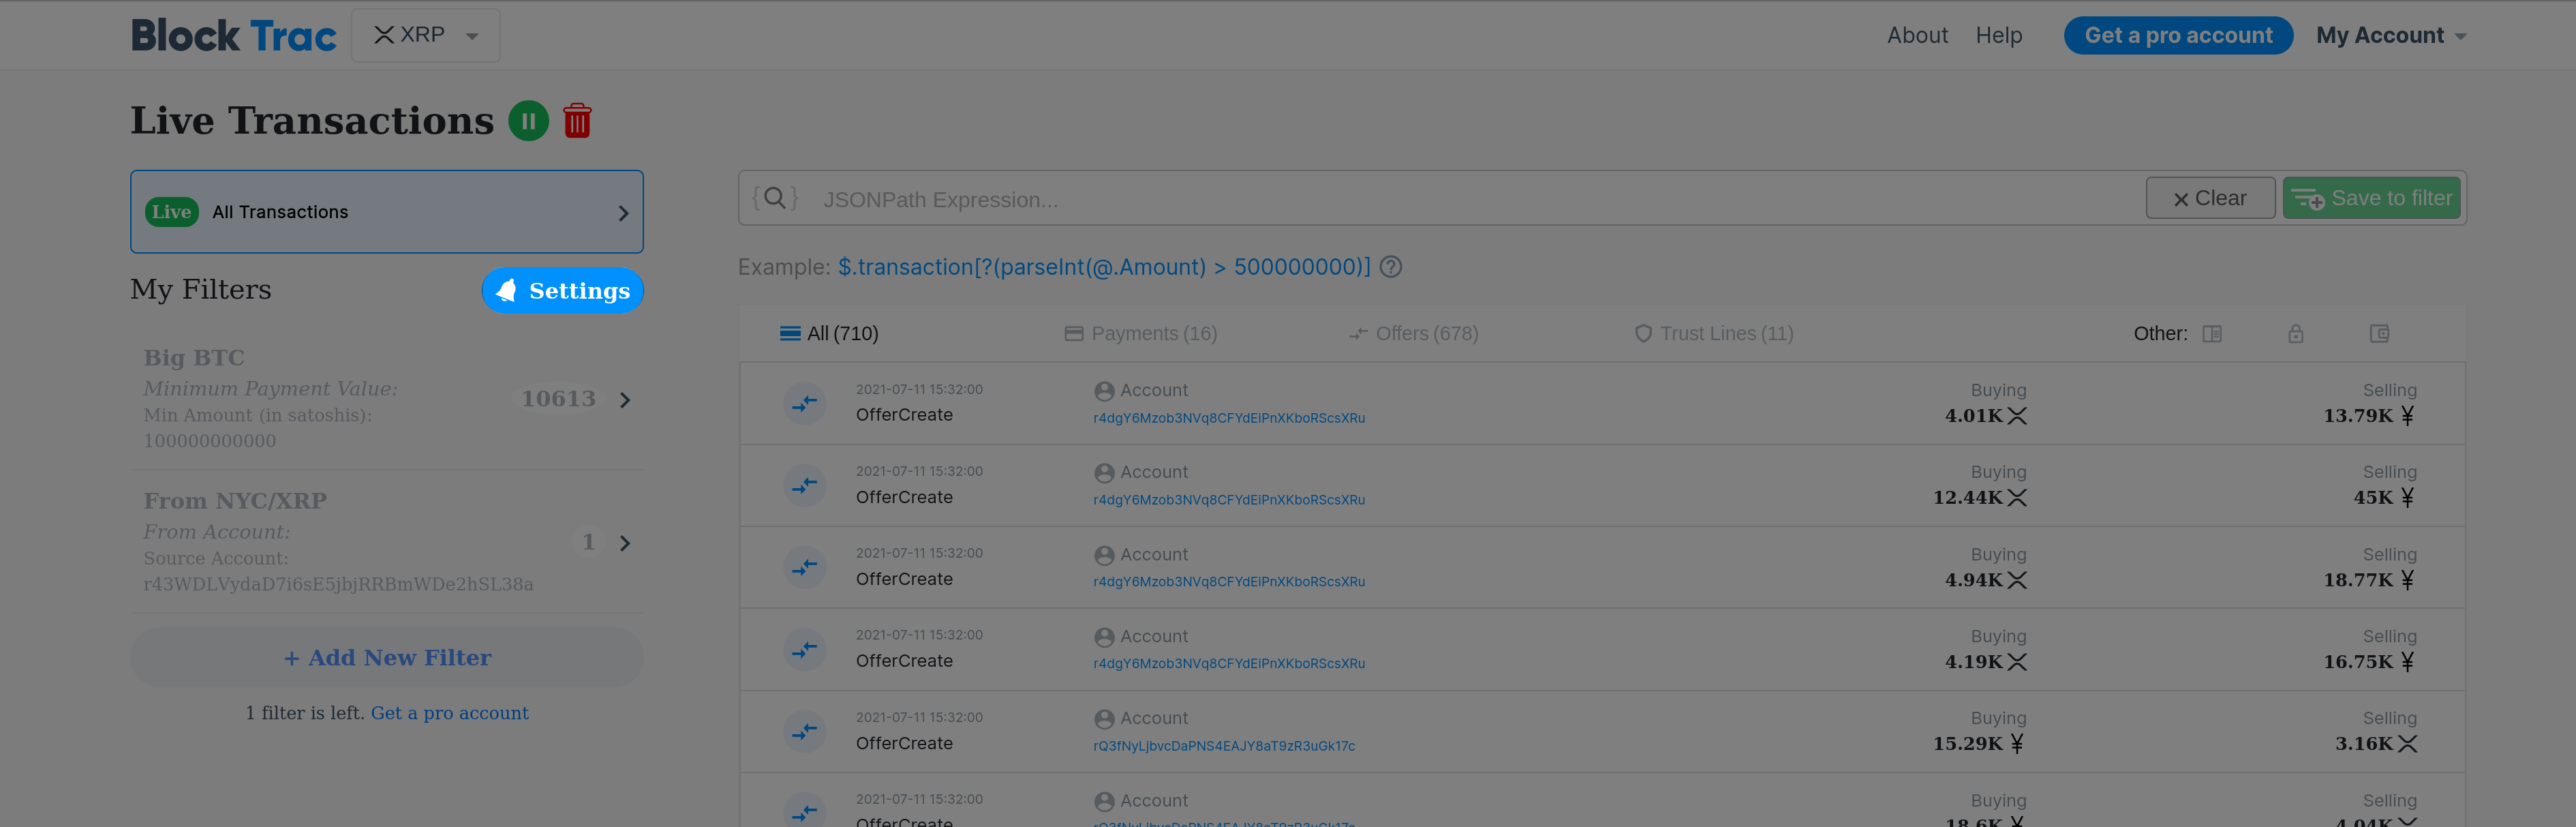 Block Trac XRP About Help Get a pro account My Account
Live Transactions
Live All Transactions
My Filters Settings
Big BTC
Minimum Payment Value:
Min Amount (in satoshis):
100000000000
10613
From NYC/XRP
From Account:
Source Account:
r43WDLVydaD7i6sE5jbjRRBmWDe2hSL38a
1
+ Add New Filter
1 filter is left. Get a pro account
{ } JSONPath Expression... Clear Save to filter
Example: $.transaction[?(parseInt(@.Amount) > 500000000)]
All (710) Payments (16) Offers (678) Trust Lines (11) Other:
2021-07-11 15:32:00 Account Buying Selling
OfferCreate r4dgY6Mzob3NVq8CFYdEiPnXKboRScsXRu 4.01K 13.79K ¥
2021-07-11 15:32:00 Account Buying Selling
OfferCreate r4dgY6Mzob3NVq8CFYdEiPnXKboRScsXRu 12.44K 45K ¥
2021-07-11 15:32:00 Account Buying Selling
OfferCreate r4dgY6Mzob3NVq8CFYdEiPnXKboRScsXRu 4.94K 18.77K ¥
2021-07-11 15:32:00 Account Buying Selling
OfferCreate r4dgY6Mzob3NVq8CFYdEiPnXKboRScsXRu 4.19K 16.75K ¥
2021-07-11 15:32:00 Account Buying Selling
OfferCreate rQ3fNyLjbvcDaPNS4EAJY8aT9zR3uGk17c 15.29K ¥ 3.16K
2021-07-11 15:32:00 Account Buying Selling
OfferCreate rQ3fNyLjbvcDaPNS4EAJY8aT9zR3uGk17c 18.6K ¥ 4.04K